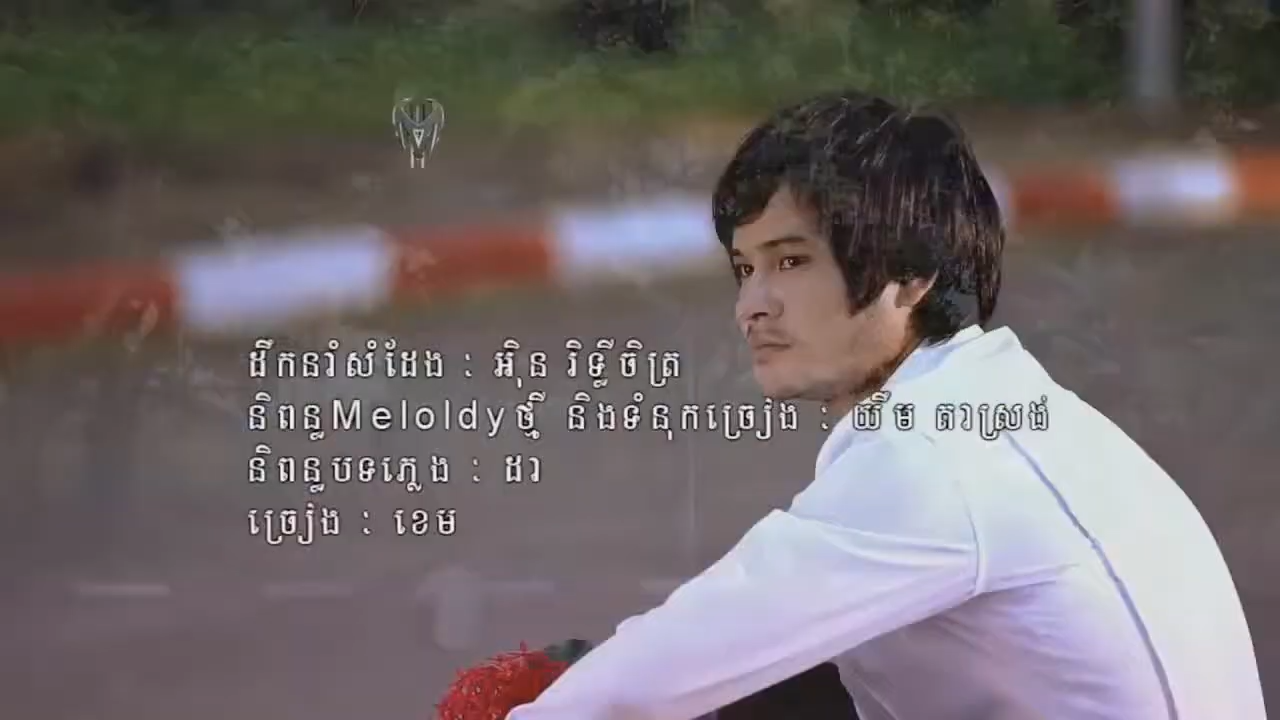 ដឹកនាំសំដែង : អ៊ិន រិទ្ធីចិត្រ
និពន្ធMeloldyថ្មី និងទំនុកច្រៀង : យឹម តារាស្រង់
និពន្ធបទភ្លេង : ដា
ច្រៀង : ខេម